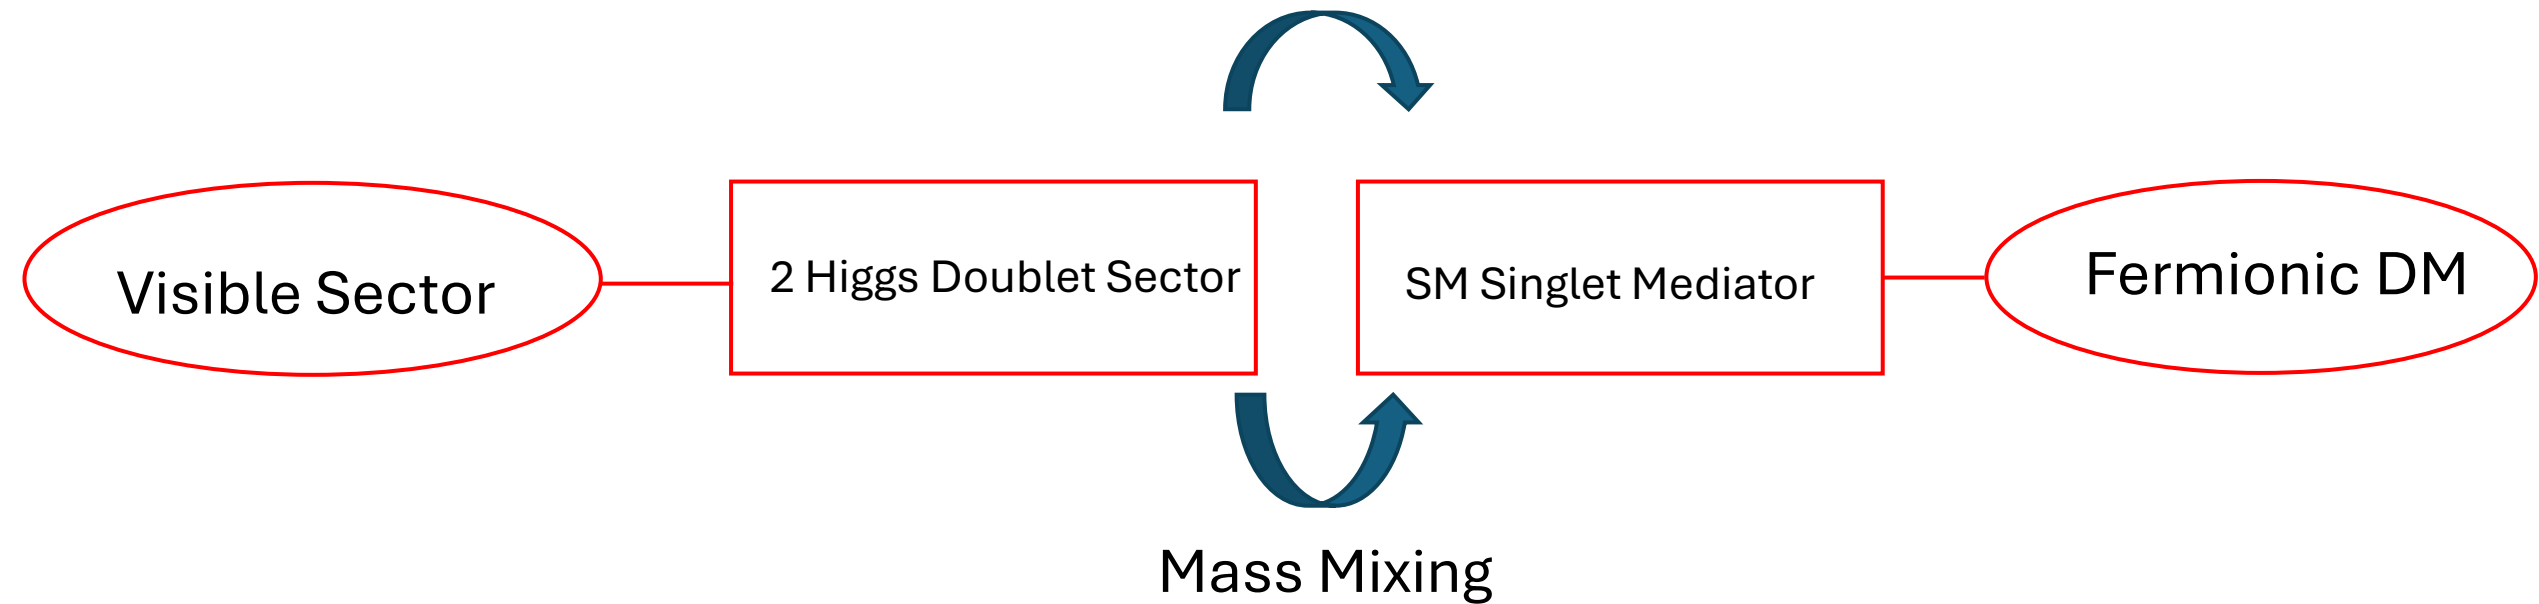 Visible Sector
2 Higgs Doublet Sector
SM Singlet Mediator
Fermionic DM
Mass Mixing